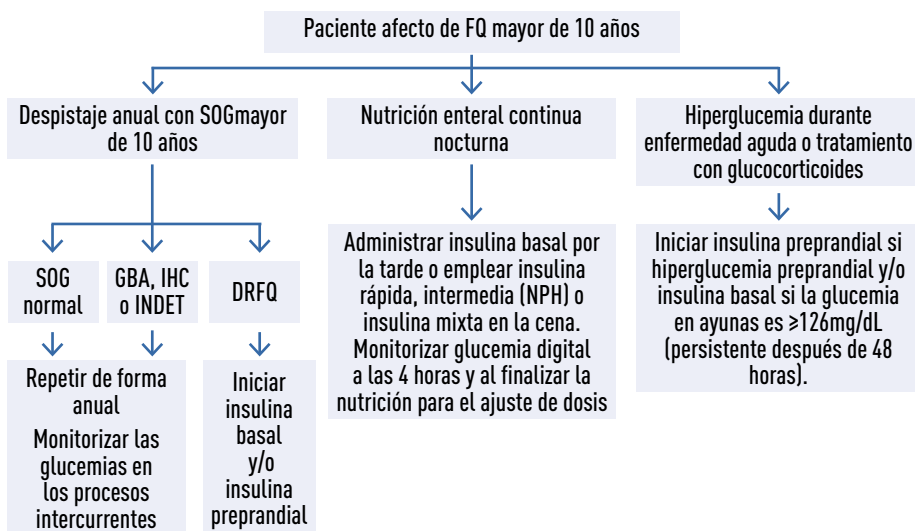 Paciente afecto de FQ mayor de 10 años
Despistaje anual con SOGmayor
de 10 años
Nutrición enteral continua
nocturna
Hiperglucemia durante
enfermedad aguda o tratamiento
con glucocorticoides
SOG
normal
GBA, IHC
o INDET
DRFQ
Repetir de forma
anual
Monitorizar las
glucemias en
los procesos
intercurrentes
Iniciar
insulina
basal
y/o
insulina
preprandial
Administrar insulina basal por
la tarde o emplear insulina
rápida, intermedia (NPH) o
insulina mixta en la cena.
Monitorizar glucemia digital
a las 4 horas y al finalizar la
nutrición para el ajuste de dosis
Iniciar insulina preprandial si
hiperglucemia preprandial y/o
insulina basal si la glucemia
en ayunas es ≥126mg/dL
(persistente después de 48
horas).